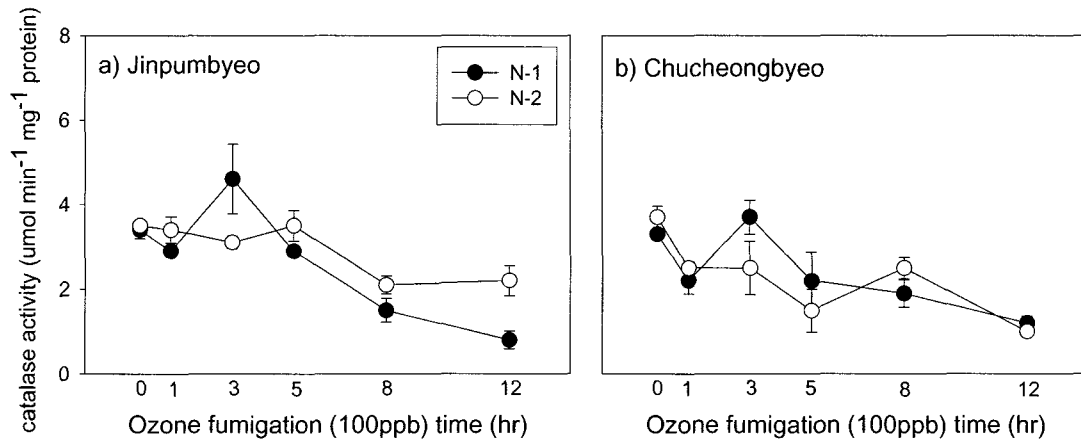 catalase activity (umol min⁻¹ mg⁻¹ protein)
8
6
4
2
0
a) Jinpumbyeo
N-1
N-2
0 1 3 5 8 12
Ozone fumigation (100ppb) time (hr)
b) Chucheongbyeo
0 1 3 5 8 12
Ozone fumigation (100ppb) time (hr)